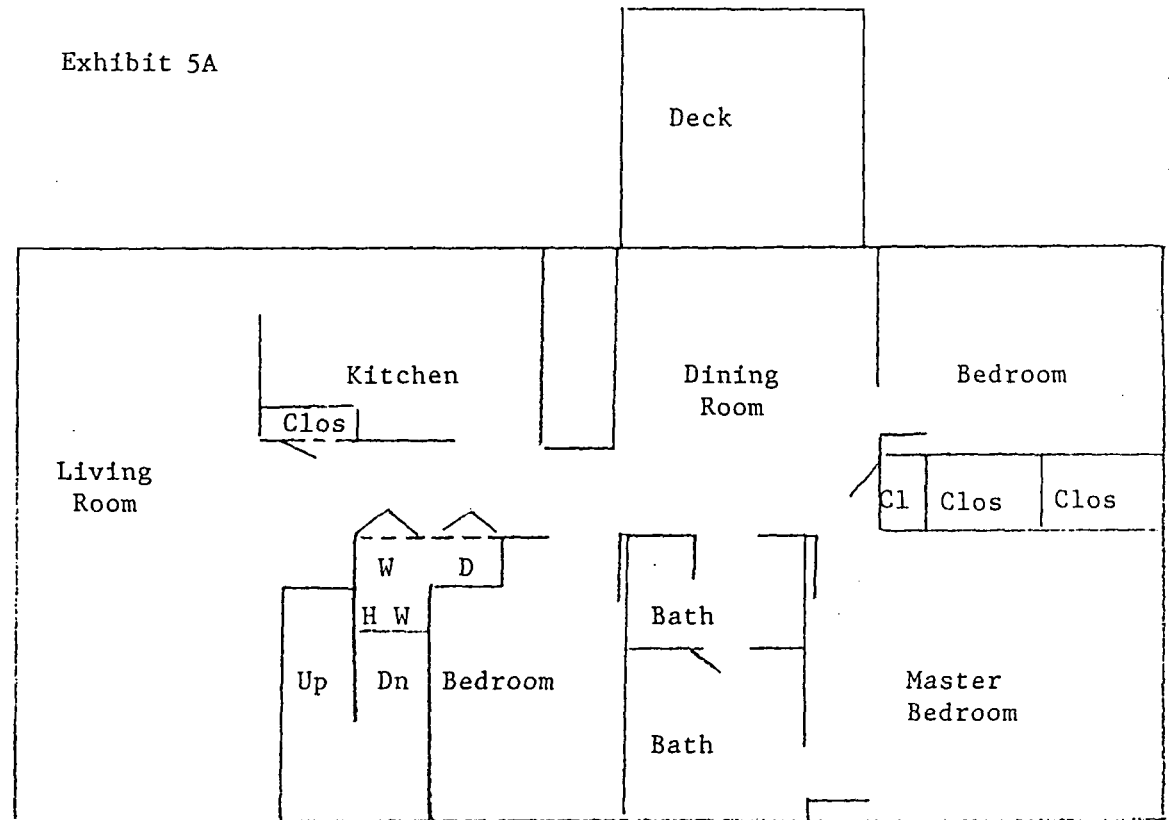 Exhibit 5A
Deck
Kitchen
Dining
Room
Bedroom
Clos
Living
Room
Cl Clos Clos
W D
H W
Bath
Up Dn Bedroom
Master
Bedroom
Bath